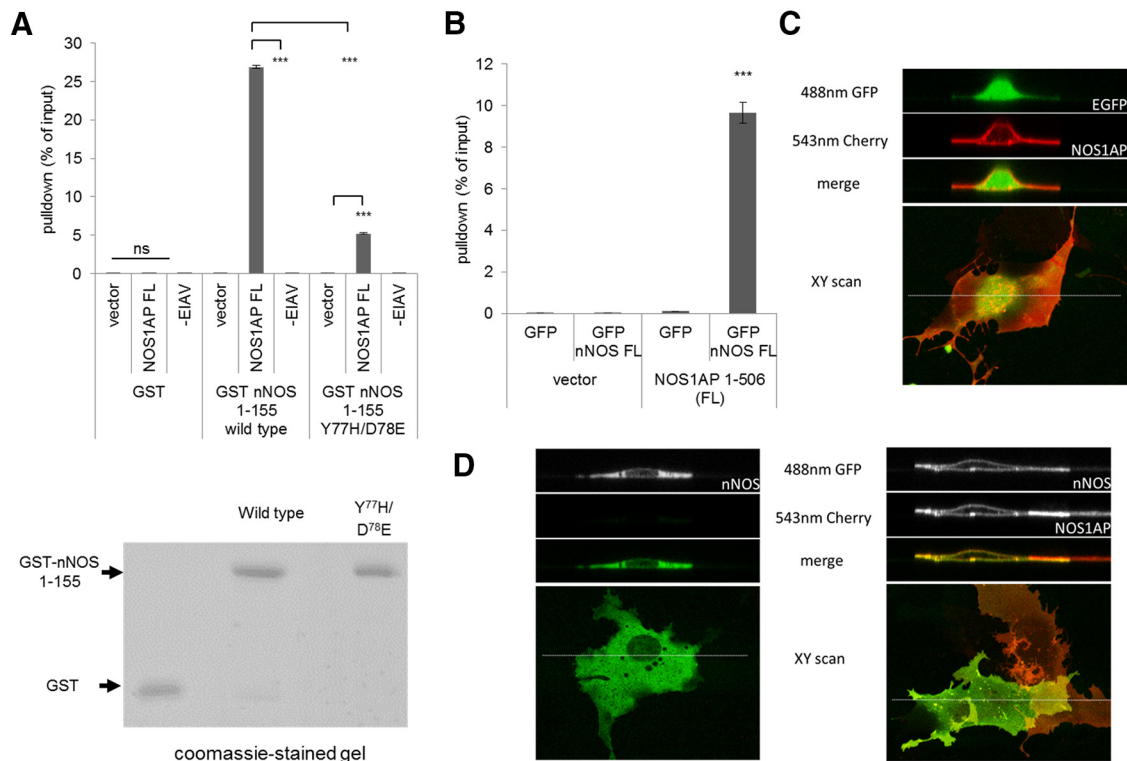 A
pulldown (% of input)
30
25
20
15
10
5
0
ns
***
***
***
vector
NOS1AP FL
-EIAV
vector
NOS1AP FL
-EIAV
vector
NOS1AP FL
-EIAV
GST
GST nNOS
1-155
wild type
GST nNOS
1-155
Y77H/D78E
Wild type
Y77H/
D78E
GST-nNOS
1-155
GST
coomassie-stained gel
B
pulldown (% of input)
12
10
8
6
4
2
0
***
GFP
GFP
nNOS FL
GFP
GFP
nNOS FL
vector
NOS1AP 1-506
(FL)
C
488nm GFP
EGFP
543nm Cherry
NOS1AP
merge
XY scan
D
nNOS
488nm GFP
nNOS
543nm Cherry
NOS1AP
merge
XY scan